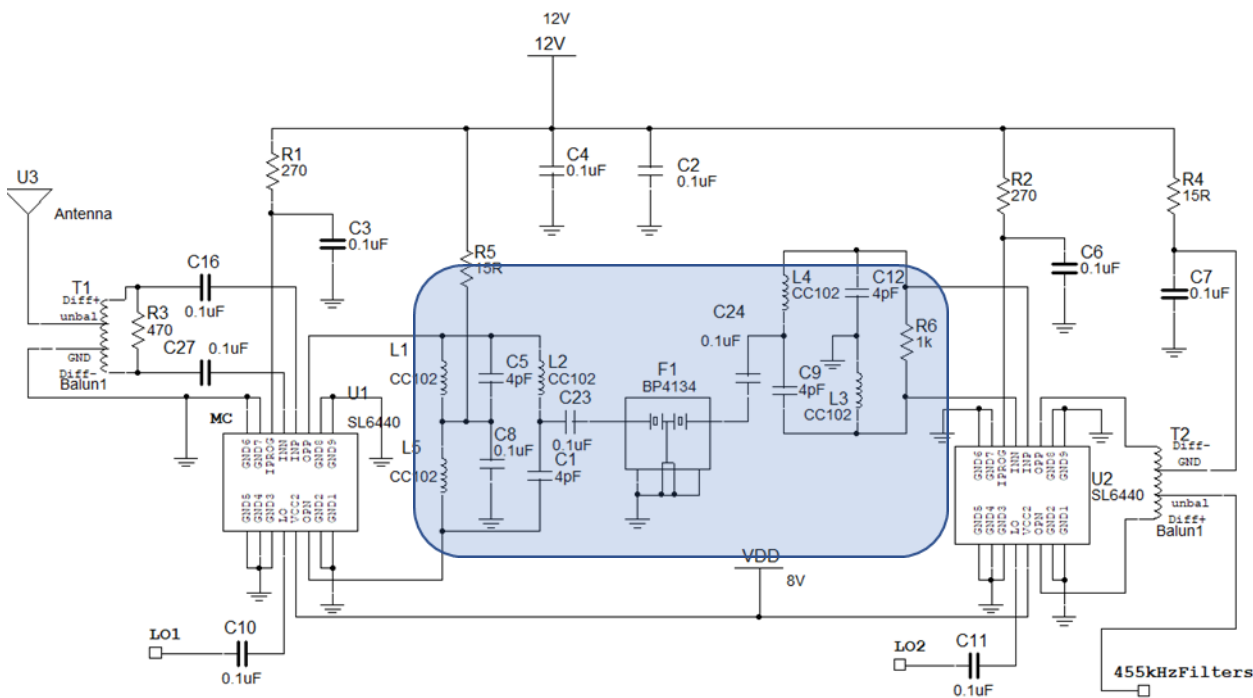 12V
12V
R1
270
C4
0.1uF
C2
0.1uF
R2
270
R4
15R
U3
Antenna
C3
0.1uF
R5
15R
C6
0.1uF
C7
0.1uF
C16
0.1uF
T1
Diff+
unbal
GND
Diff-
Balun1
R3
470
C27
0.1uF
L4
CC102
C12
4pF
C24
0.1uF
R6
1k
L1
CC102
C5
4pF
L2
CC102
F1
BP4134
C9
4pF
L3
CC102
C23
0.1uF
MC
U1
SL6440
GND6
GND7
IPROG
INN
INP
OPP
GND8
GND9
GND5
GND4
GND3
LO
VCC2
OPN
GND2
GND1
L5
CC102
C8
0.1uF
C1
4pF
T2
Diff-
GND
unbal
Diff+
Balun1
U2
SL6440
GND6
GND7
IPROG
INN
INP
OPP
GND8
GND9
GND5
GND4
GND3
LO
VCC2
OPN
GND2
GND1
VDD
8V
LO1
C10
0.1uF
LO2
C11
0.1uF
455kHzFilters